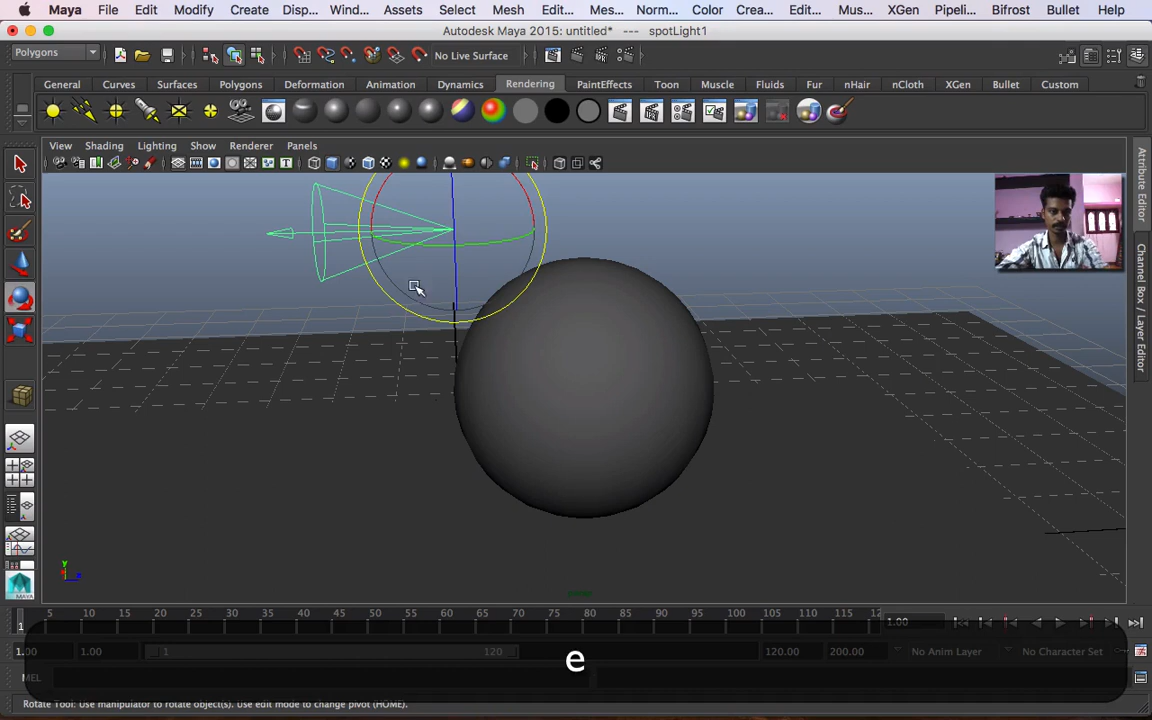 Maya File Edit Modify Create Disp... Wind... Assets Select Mesh Edit... Mes... Norm... Color Crea... Edit... Mus... XGen Pipeli... Bifrost Bullet Help
Autodesk Maya 2015: untitled* --- spotLight1
Polygons No Live Surface
General Curves Surfaces Polygons Deformation Animation Dynamics Rendering PaintEffects Toon Muscle Fluids Fur nHair nCloth XGen Bullet Custom
View Shading Lighting Show Renderer Panels
Attribute Editor
Channel Box / Layer Editor
y
persp
5 10 15 20 25 30 35 40 45 50 55 60 65 70 75 80 85 90 95 100 105 110 115 12
1 1.00
1.00 1.00 1 120 120.00 200.00 No Anim Layer No Character Set
e
MEL
Rotate Tool: Use manipulator to rotate object(s). Use edit mode to change pivot (HOME).